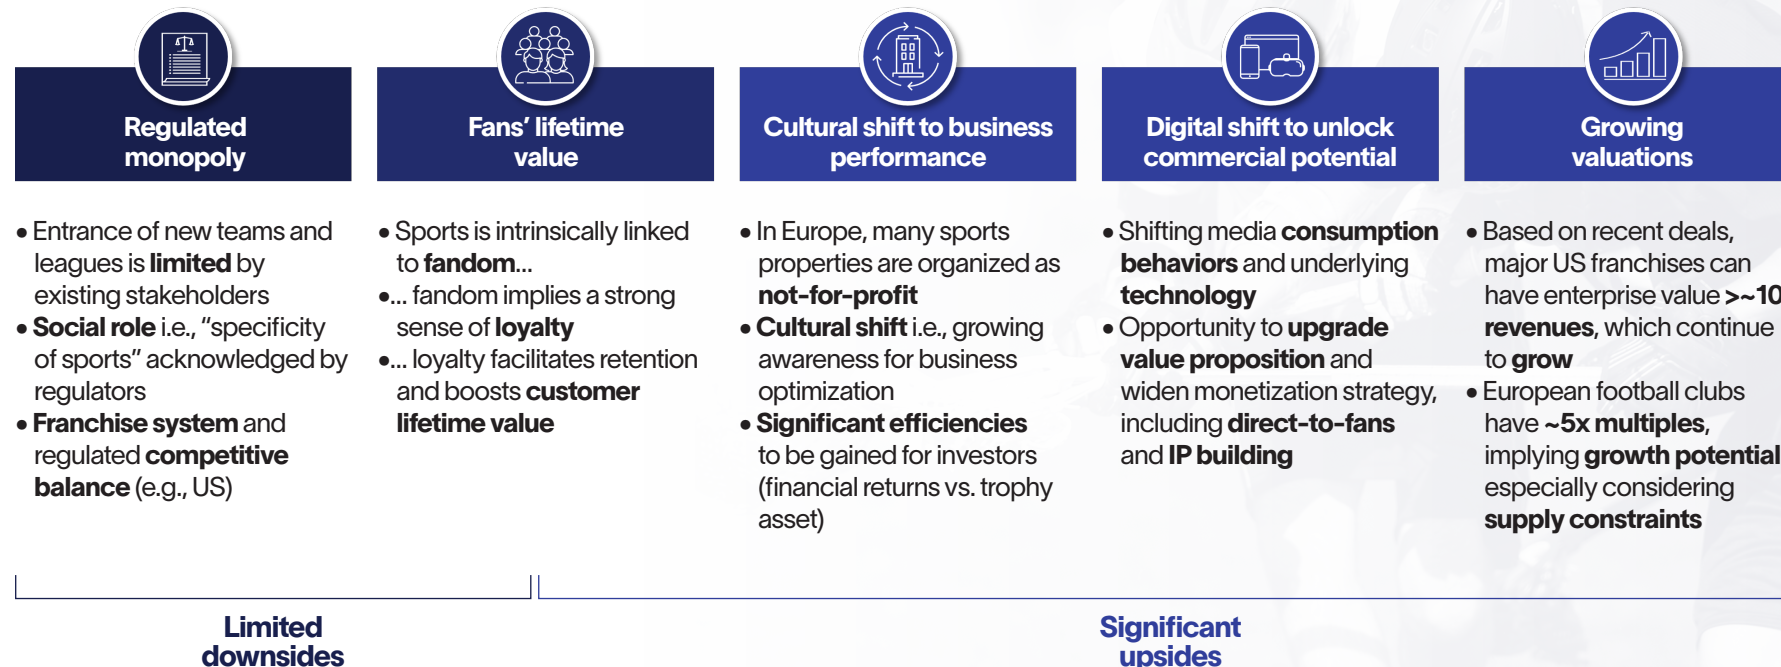 Regulated
monopoly
• Entrance of new teams and
leagues is limited by
existing stakeholders
• Social role i.e., “specificity
of sports” acknowledged by
regulators
• Franchise system and
regulated competitive
balance (e.g., US)
Fans’ lifetime
value
• Sports is intrinsically linked
to fandom...
•... fandom implies a strong
sense of loyalty
•... loyalty facilitates retention
and boosts customer
lifetime value
Cultural shift to business
performance
• In Europe, many sports
properties are organized as
not-for-profit
• Cultural shift i.e., growing
awareness for business
optimization
• Significant efficiencies
to be gained for investors
(financial returns vs. trophy
asset)
Digital shift to unlock
commercial potential
• Shifting media consumption
behaviors and underlying
technology
• Opportunity to upgrade
value proposition and
widen monetization strategy,
including direct-to-fans
and IP building
Growing
valuations
• Based on recent deals,
major US franchises can
have enterprise value >~10
revenues, which continue
to grow
• European football clubs
have ~5x multiples,
implying growth potential
especially considering
supply constraints
Limited
downsides
Significant
upsides